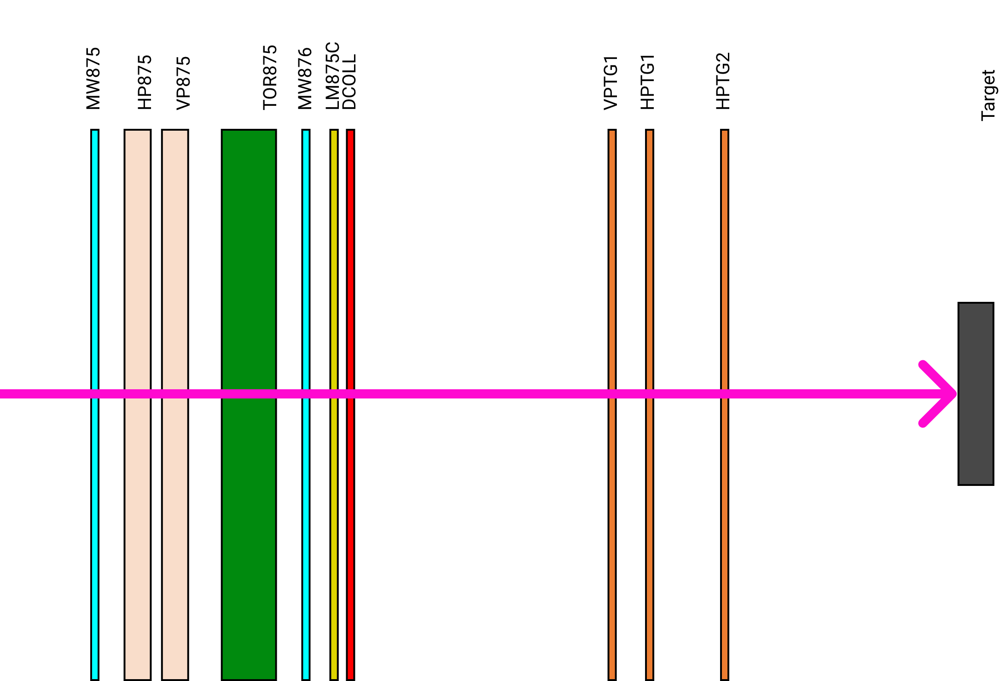 MW875
HP875
VP875
TOR875
MW876
LM875C
DCOLL
VPTG1
HPTG1
HPTG2
Target